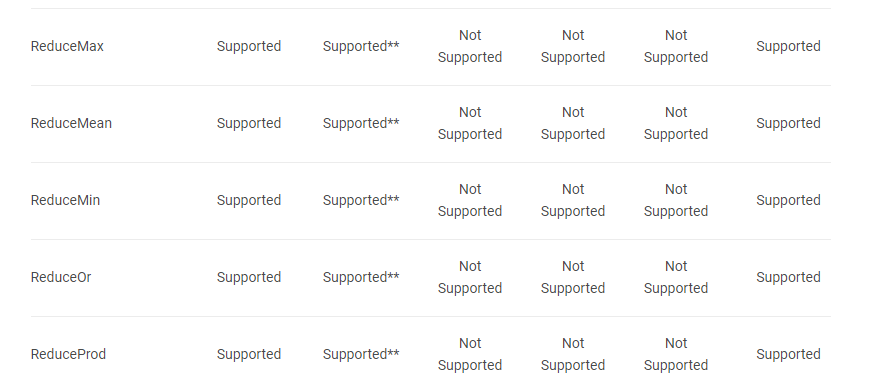 ReduceMax Supported Supported** Not Supported Not Supported Not Supported Supported
ReduceMean Supported Supported** Not Supported Not Supported Not Supported Supported
ReduceMin Supported Supported** Not Supported Not Supported Not Supported Supported
ReduceOr Supported Supported** Not Supported Not Supported Not Supported Supported
ReduceProd Supported Supported** Not Supported Not Supported Not Supported Supported